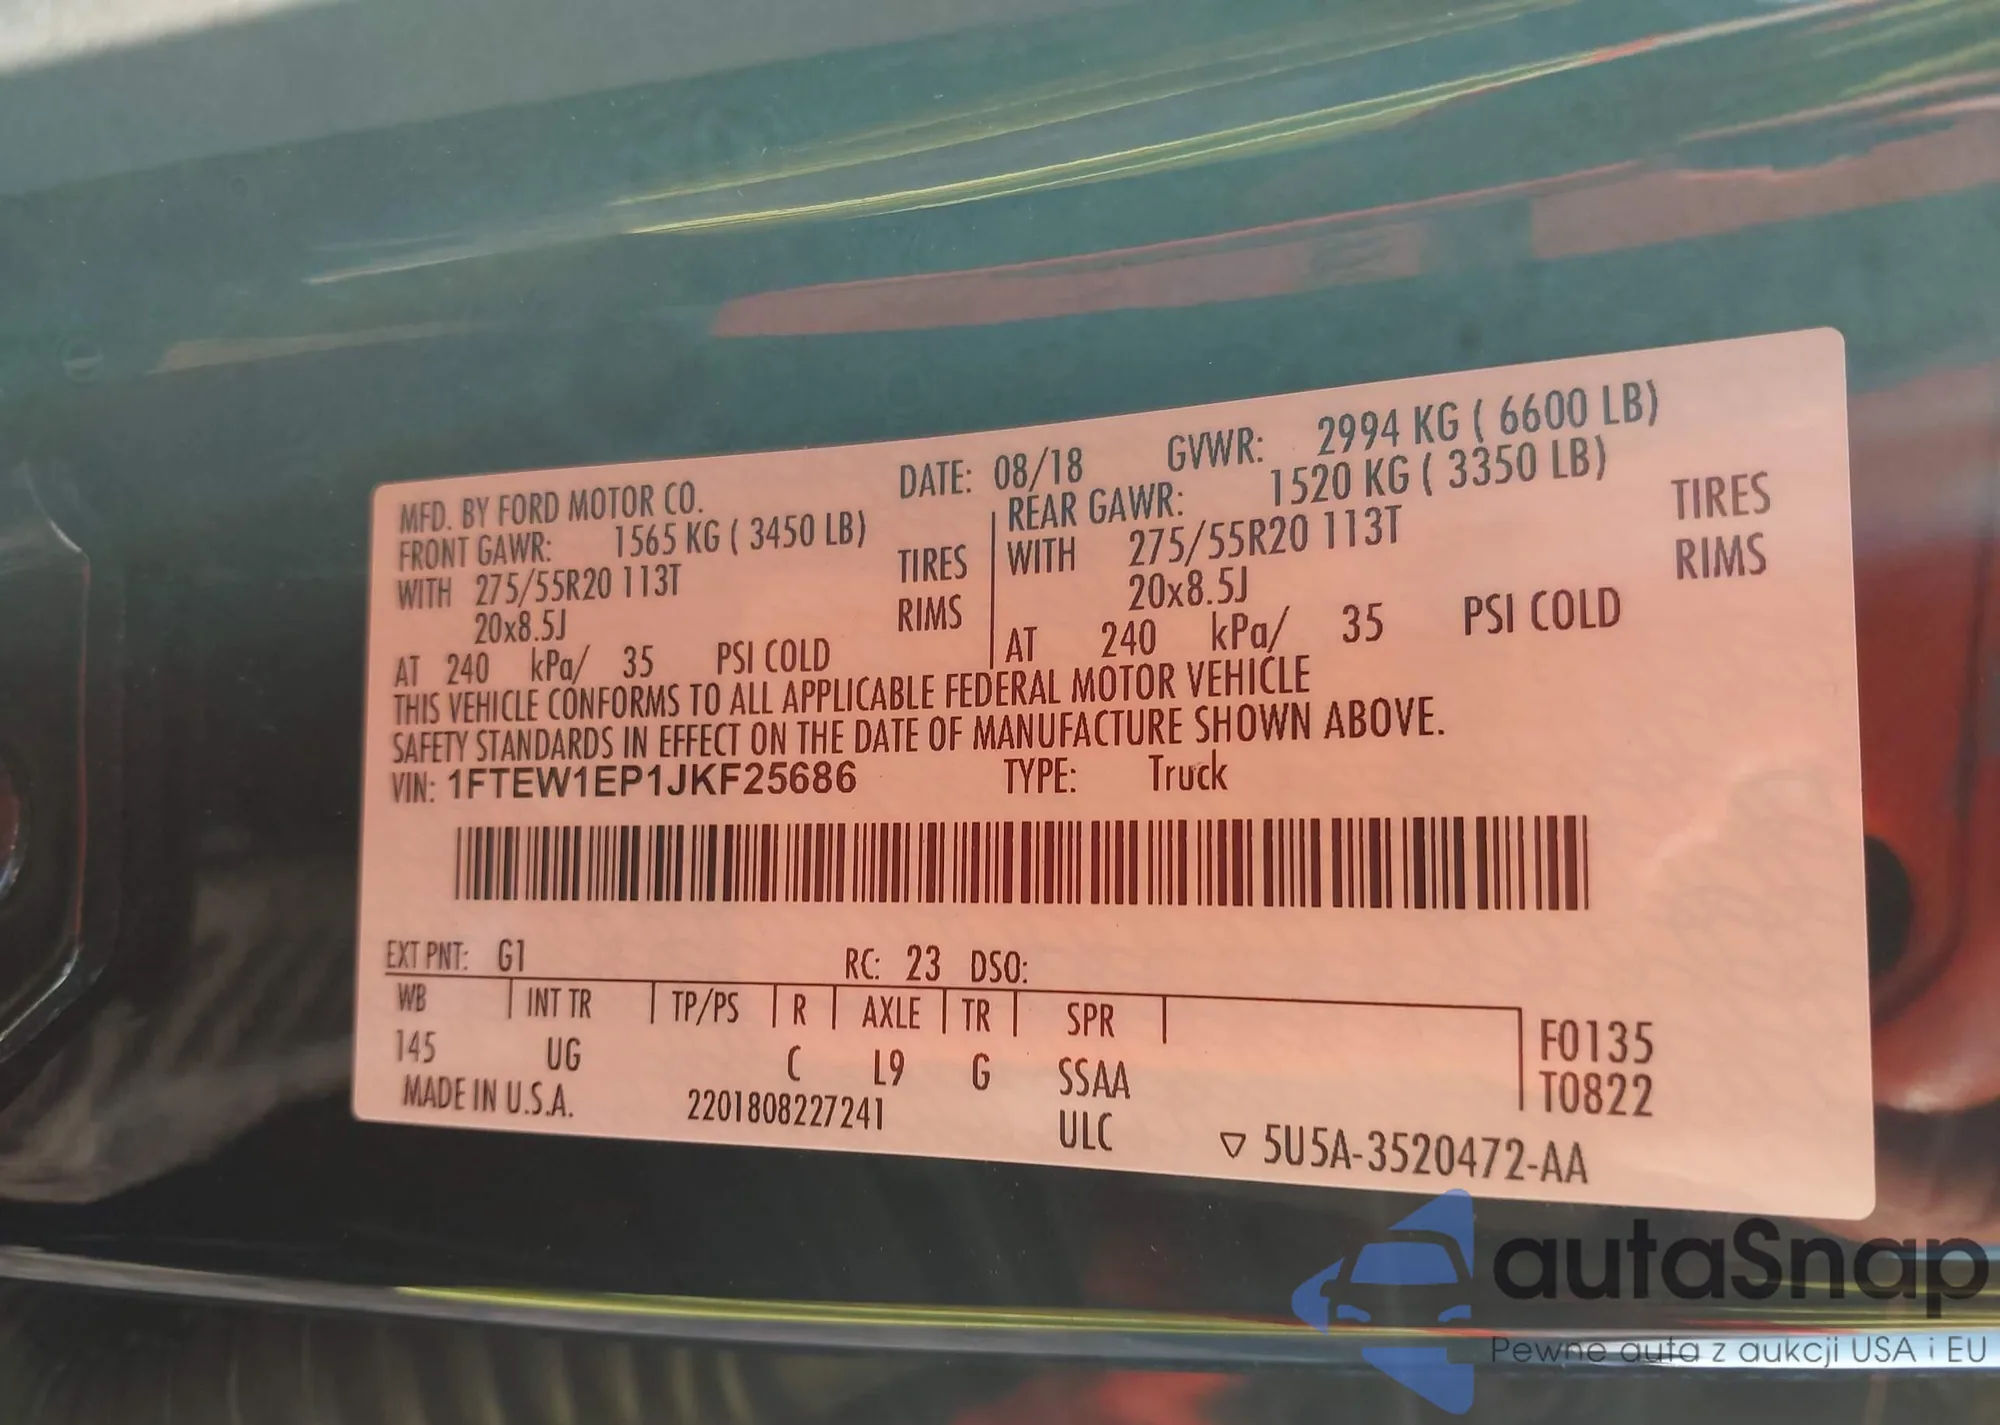 MFD. BY FORD MOTOR CO. DATE: 08/18 GVWR: 2994 KG ( 6600 LB)
FRONT GAWR: 1565 KG ( 3450 LB) REAR GAWR: 1520 KG ( 3350 LB)
WITH 275/55R20 113T TIRES WITH 275/55R20 113T TIRES
20x8.5J RIMS 20x8.5J RIMS
AT 240 kPa/ 35 PSI COLD AT 240 kPa/ 35 PSI COLD
THIS VEHICLE CONFORMS TO ALL APPLICABLE FEDERAL MOTOR VEHICLE
SAFETY STANDARDS IN EFFECT ON THE DATE OF MANUFACTURE SHOWN ABOVE.
VIN: 1FTEW1EP1JKF25686 TYPE: Truck
EXT PNT: G1 RC: 23 DSO:
WB INT TR TP/PS R AXLE TR SPR F0135
145 UG C L9 G SSAA T0822
MADE IN U.S.A. 2201808227241 ULC ▽ 5U5A-3520472-AA
autaSnap
Pewne auta z aukcji USA i EU